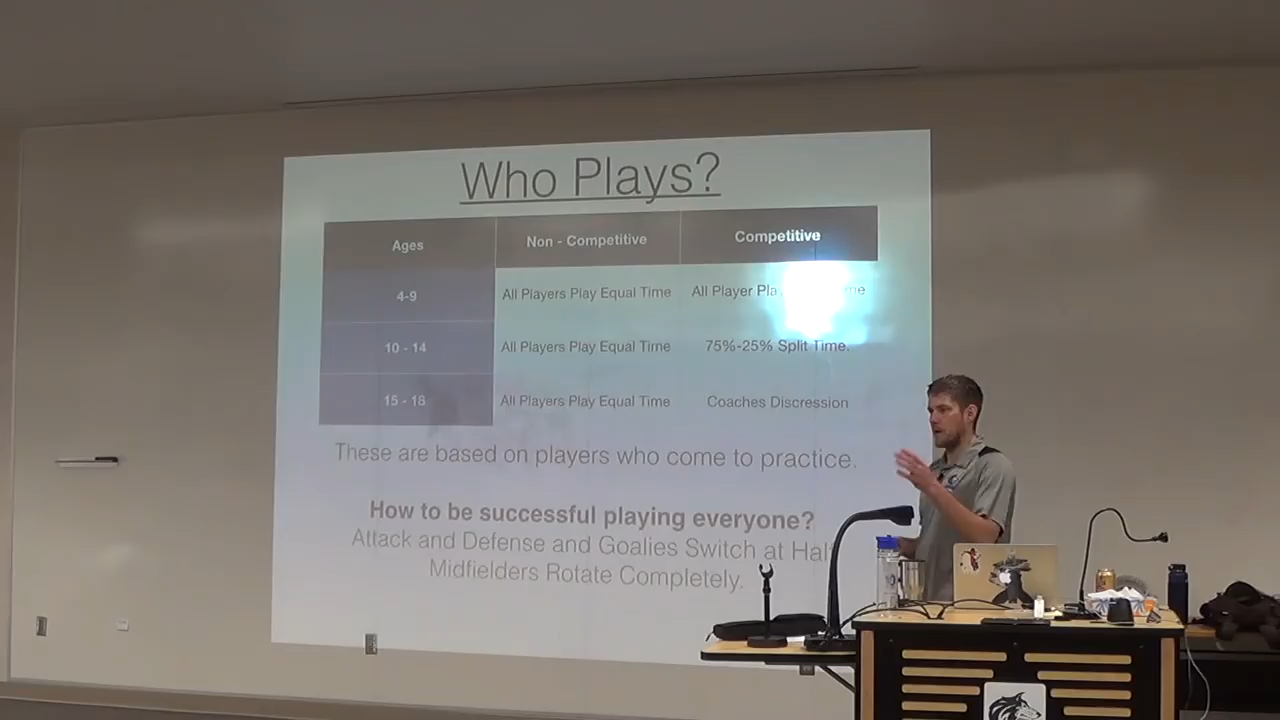 Who Plays?
Ages Non - Competitive Competitive
4-9 All Players Play Equal Time All Player me
10 - 14 All Players Play Equal Time 75%-25% Split Time.
15 - 18 All Players Play Equal Time Coaches Discression
These are based on players who come to practice.
How to be successful playing everyone?
Attack and Defense and Goalies Switch at
Midfielders Rotate Completely.